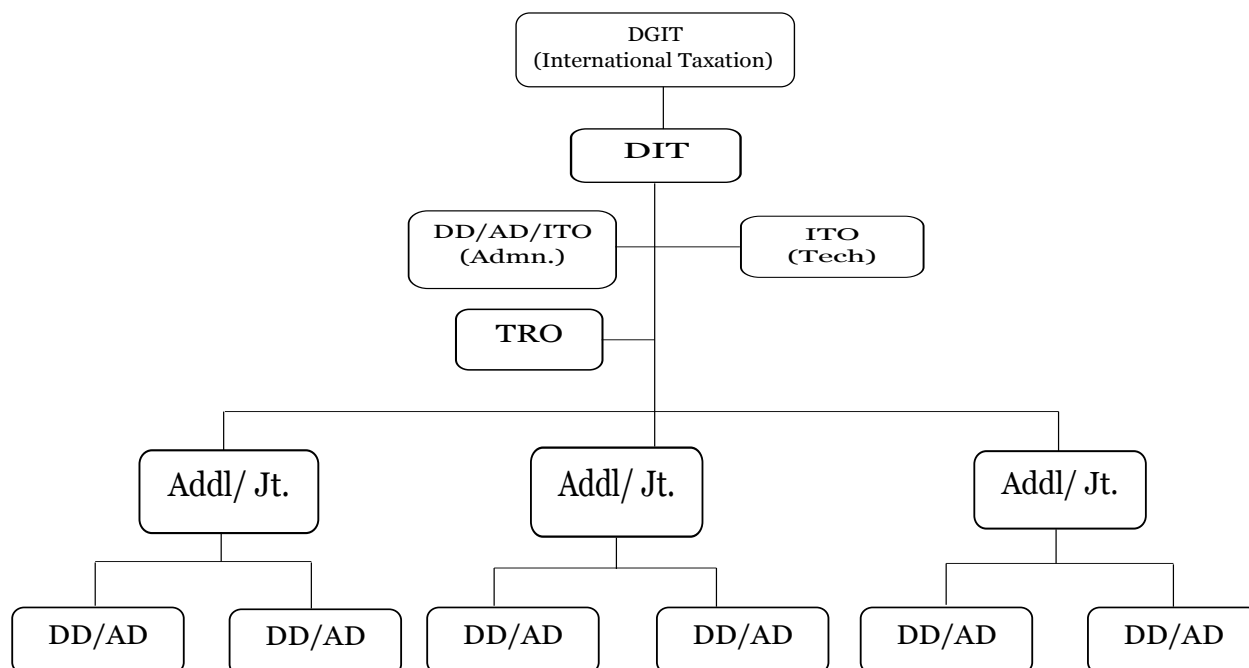 DGIT
(International Taxation)
DIT
DD/AD/ITO
(Admn.)
ITO
(Tech)
TRO
Addl/ Jt.
Addl/ Jt.
Addl/ Jt.
DD/AD
DD/AD
DD/AD
DD/AD
DD/AD
DD/AD